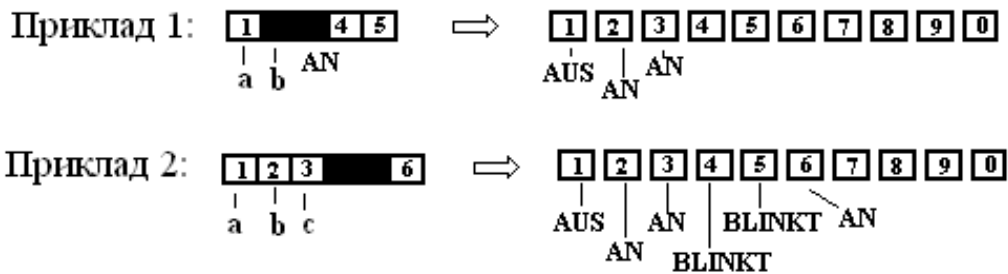 Приклад 1: 1 4 5 1 2 3 4 5 6 7 8 9 0
a b AN AUS AN AN
Приклад 2: 1 2 3 6 1 2 3 4 5 6 7 8 9 0
a b c AUS AN AN BLINKT BLINKT AN